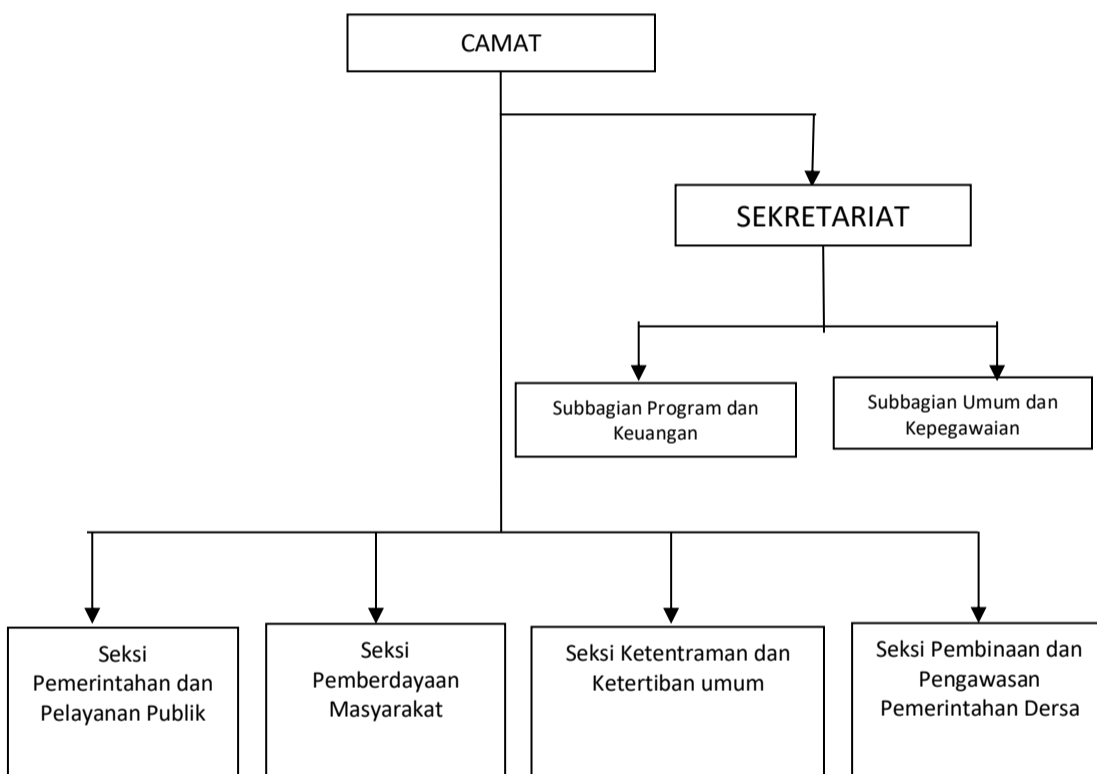 CAMAT
SEKRETARIAT
Subbagian Program dan
Keuangan
Subbagian Umum dan
Kepegawaian
Seksi
Pemerintahan dan
Pelayanan Publik
Seksi
Pemberdayaan
Masyarakat
Seksi Ketentraman dan
Ketertiban umum
Seksi Pembinaan dan
Pengawasan
Pemerintahan Dersa